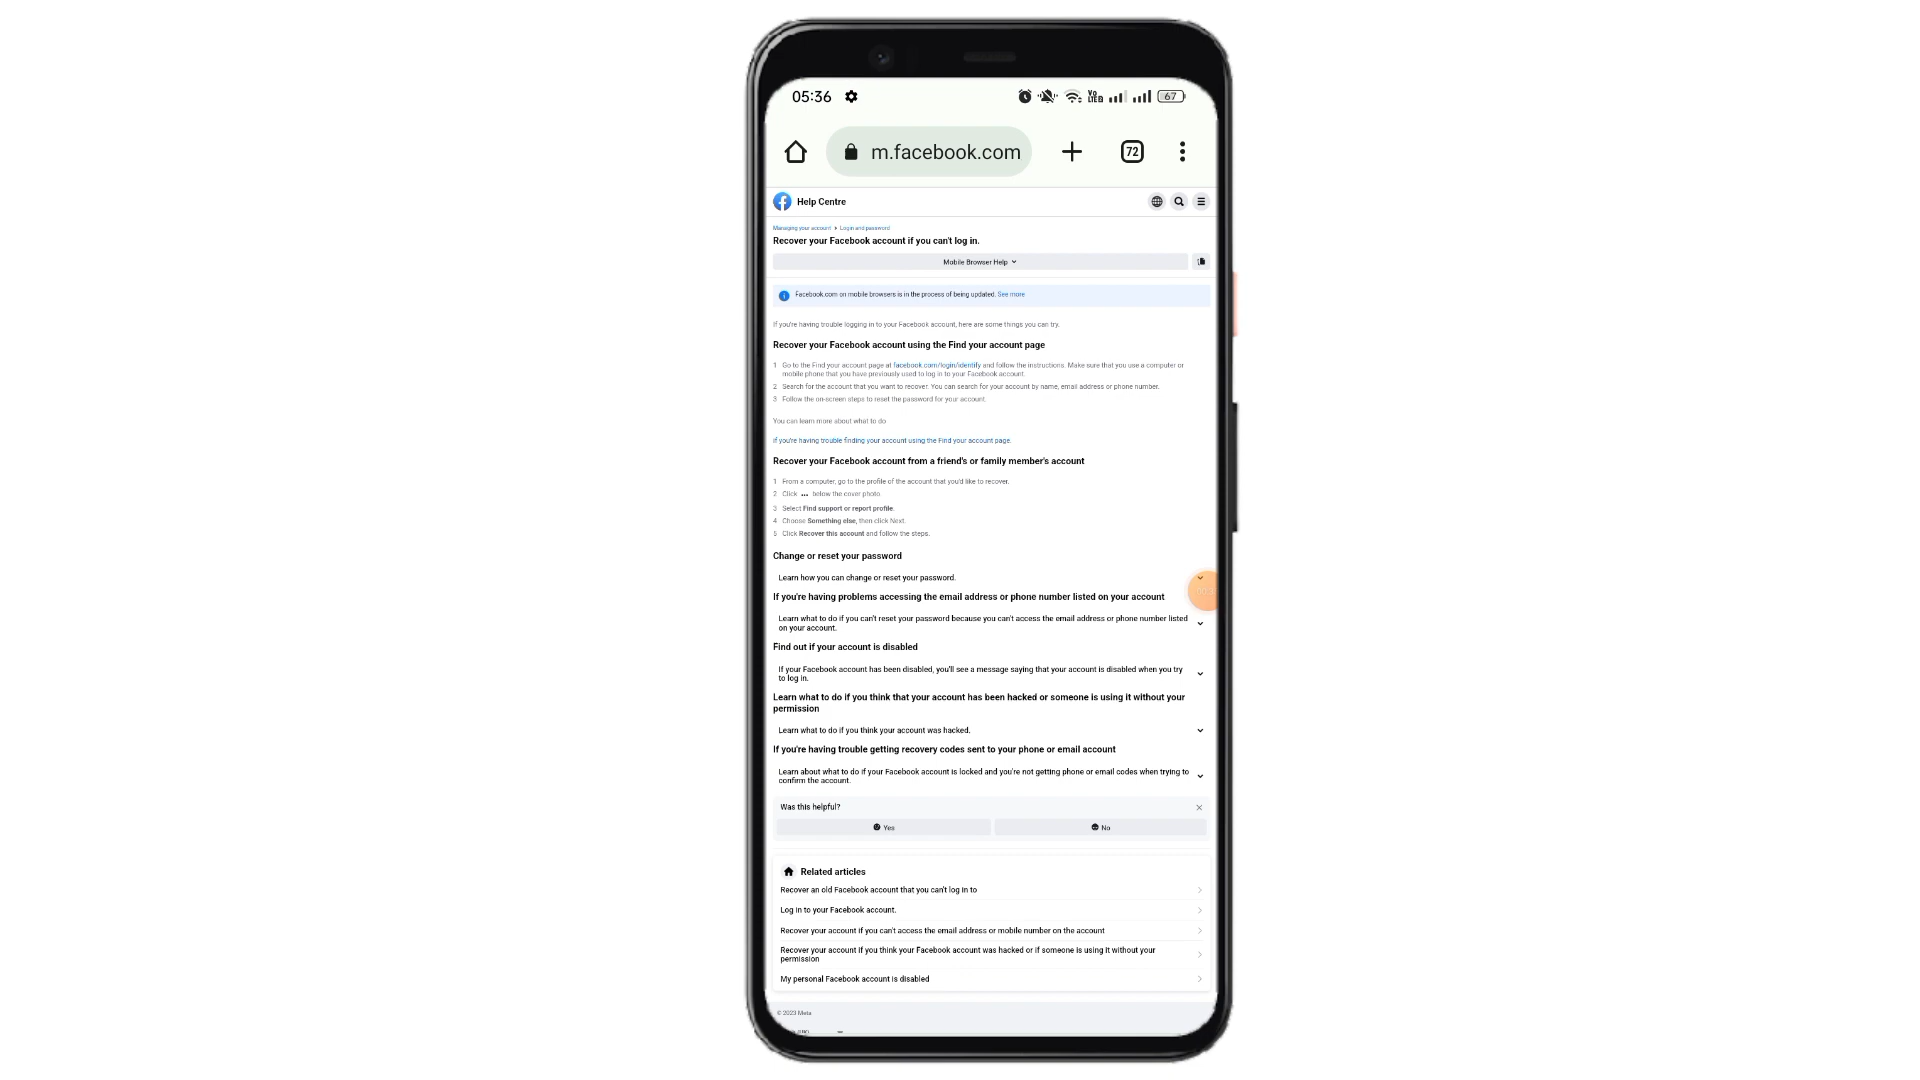 05:36
67
m.facebook.com
72
Help Centre
Managing your account
Login and password
Recover your Facebook account if you can't log in.
Mobile Browser Help
Facebook.com on mobile browsers is in the process of being updated. See more
If you're having trouble logging in to your Facebook account, here are some things you can try.
Recover your Facebook account using the Find your account page
1 Go to the Find your account page at facebook.com/login/identify and follow the instructions. Make sure that you use a computer or
mobile phone that you have previously used to log in to your Facebook account.
2 Search for the account that you want to recover. You can search for your account by name, email address or phone number.
3 Follow the on-screen steps to reset the password for your account.
You can learn more about what to do
if you're having trouble finding your account using the Find your account page.
Recover your Facebook account from a friend's or family member's account
1 From a computer, go to the profile of the account that you'd like to recover.
2 Click ... below the cover photo.
3 Select Find support or report profile.
4 Choose Something else, then click Next.
5 Click Recover this account and follow the steps.
Change or reset your password
Learn how you can change or reset your password.
If you're having problems accessing the email address or phone number listed on your account
Learn what to do if you can't reset your password because you can't access the email address or phone number listed
on your account.
Find out if your account is disabled
If your Facebook account has been disabled, you'll see a message saying that your account is disabled when you try
to log in.
Learn what to do if you think that your account has been hacked or someone is using it without your
permission
Learn what to do if you think your account was hacked.
If you're having trouble getting recovery codes sent to your phone or email account
Learn about what to do if your Facebook account is locked and you're not getting phone or email codes when trying to
confirm the account.
Was this helpful?
Yes
No
Related articles
Recover an old Facebook account that you can't log in to
Log in to your Facebook account.
Recover your account if you can't access the email address or mobile number on the account
Recover your account if you think your Facebook account was hacked or if someone is using it without your
permission
My personal Facebook account is disabled
© 2023 Meta